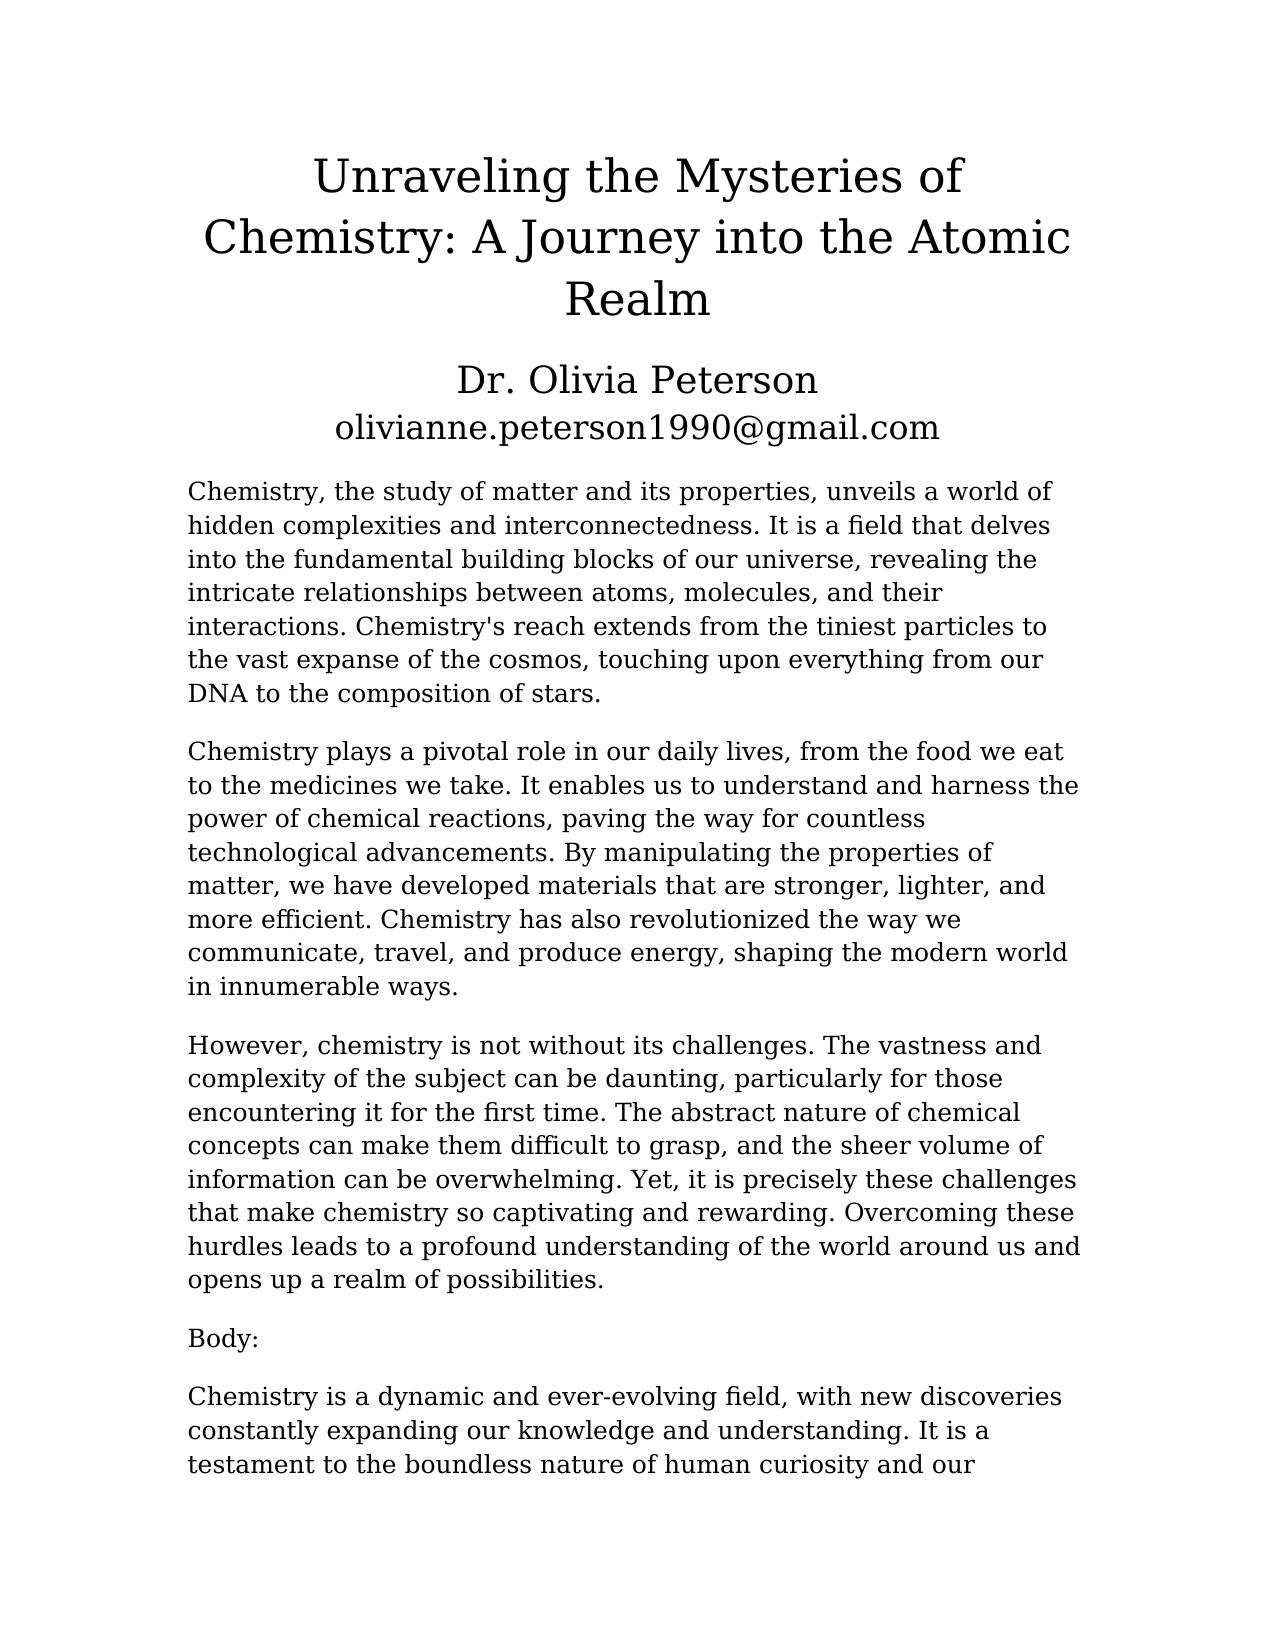 Unraveling the Mysteries of
Chemistry: A Journey into the Atomic
Realm
Dr. Olivia Peterson
olivianne.peterson1990@gmail.com
Chemistry, the study of matter and its properties, unveils a world of
hidden complexities and interconnectedness. It is a field that delves
into the fundamental building blocks of our universe, revealing the
intricate relationships between atoms, molecules, and their
interactions. Chemistry's reach extends from the tiniest particles to
the vast expanse of the cosmos, touching upon everything from our
DNA to the composition of stars.
Chemistry plays a pivotal role in our daily lives, from the food we eat
to the medicines we take. It enables us to understand and harness the
power of chemical reactions, paving the way for countless
technological advancements. By manipulating the properties of
matter, we have developed materials that are stronger, lighter, and
more efficient. Chemistry has also revolutionized the way we
communicate, travel, and produce energy, shaping the modern world
in innumerable ways.
However, chemistry is not without its challenges. The vastness and
complexity of the subject can be daunting, particularly for those
encountering it for the first time. The abstract nature of chemical
concepts can make them difficult to grasp, and the sheer volume of
information can be overwhelming. Yet, it is precisely these challenges
that make chemistry so captivating and rewarding. Overcoming these
hurdles leads to a profound understanding of the world around us and
opens up a realm of possibilities.
Body:
Chemistry is a dynamic and ever-evolving field, with new discoveries
constantly expanding our knowledge and understanding. It is a
testament to the boundless nature of human curiosity and our